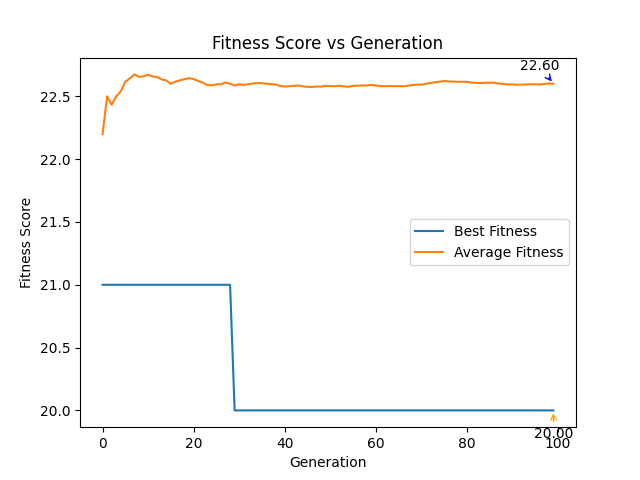 Fitness Score vs Generation
22.60
22.5
22.0
21.5
21.0
20.5
20.0
Fitness Score
Best Fitness
Average Fitness
20.00
0 20 40 60 80 100
Generation